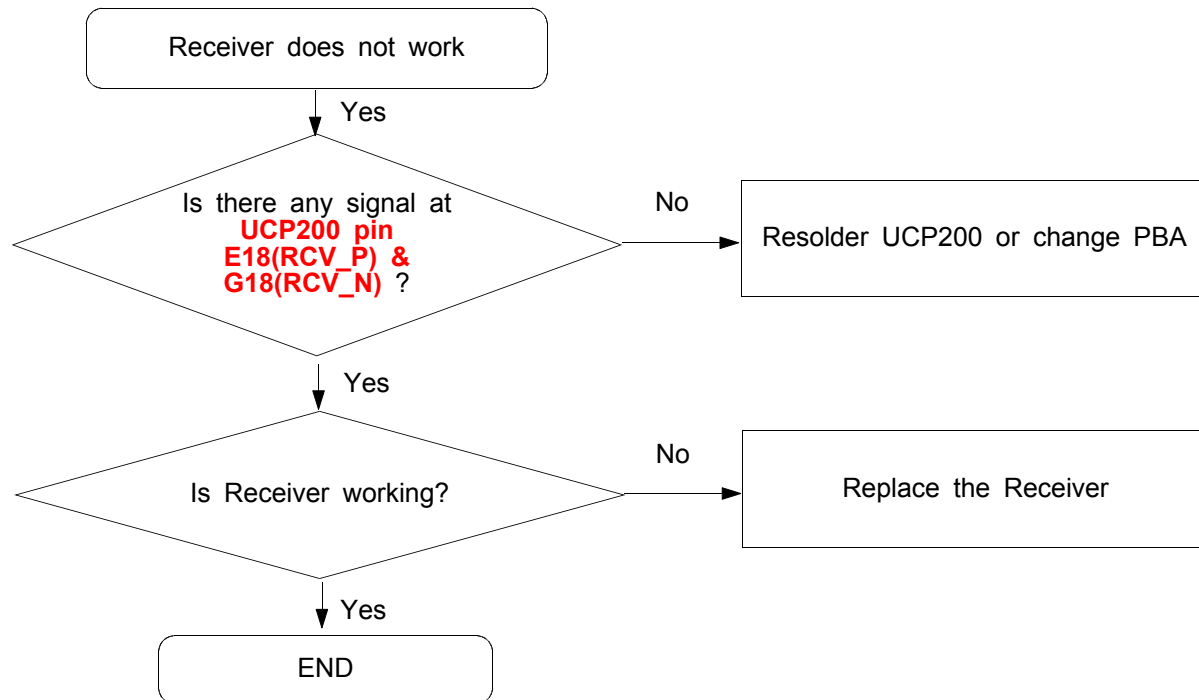 Receiver does not work
Yes
Is there any signal at
UCP200 pin
E18(RCV_P) &
G18(RCV_N) ?
No
Resolder UCP200 or change PBA
Yes
Is Receiver working?
No
Replace the Receiver
Yes
END